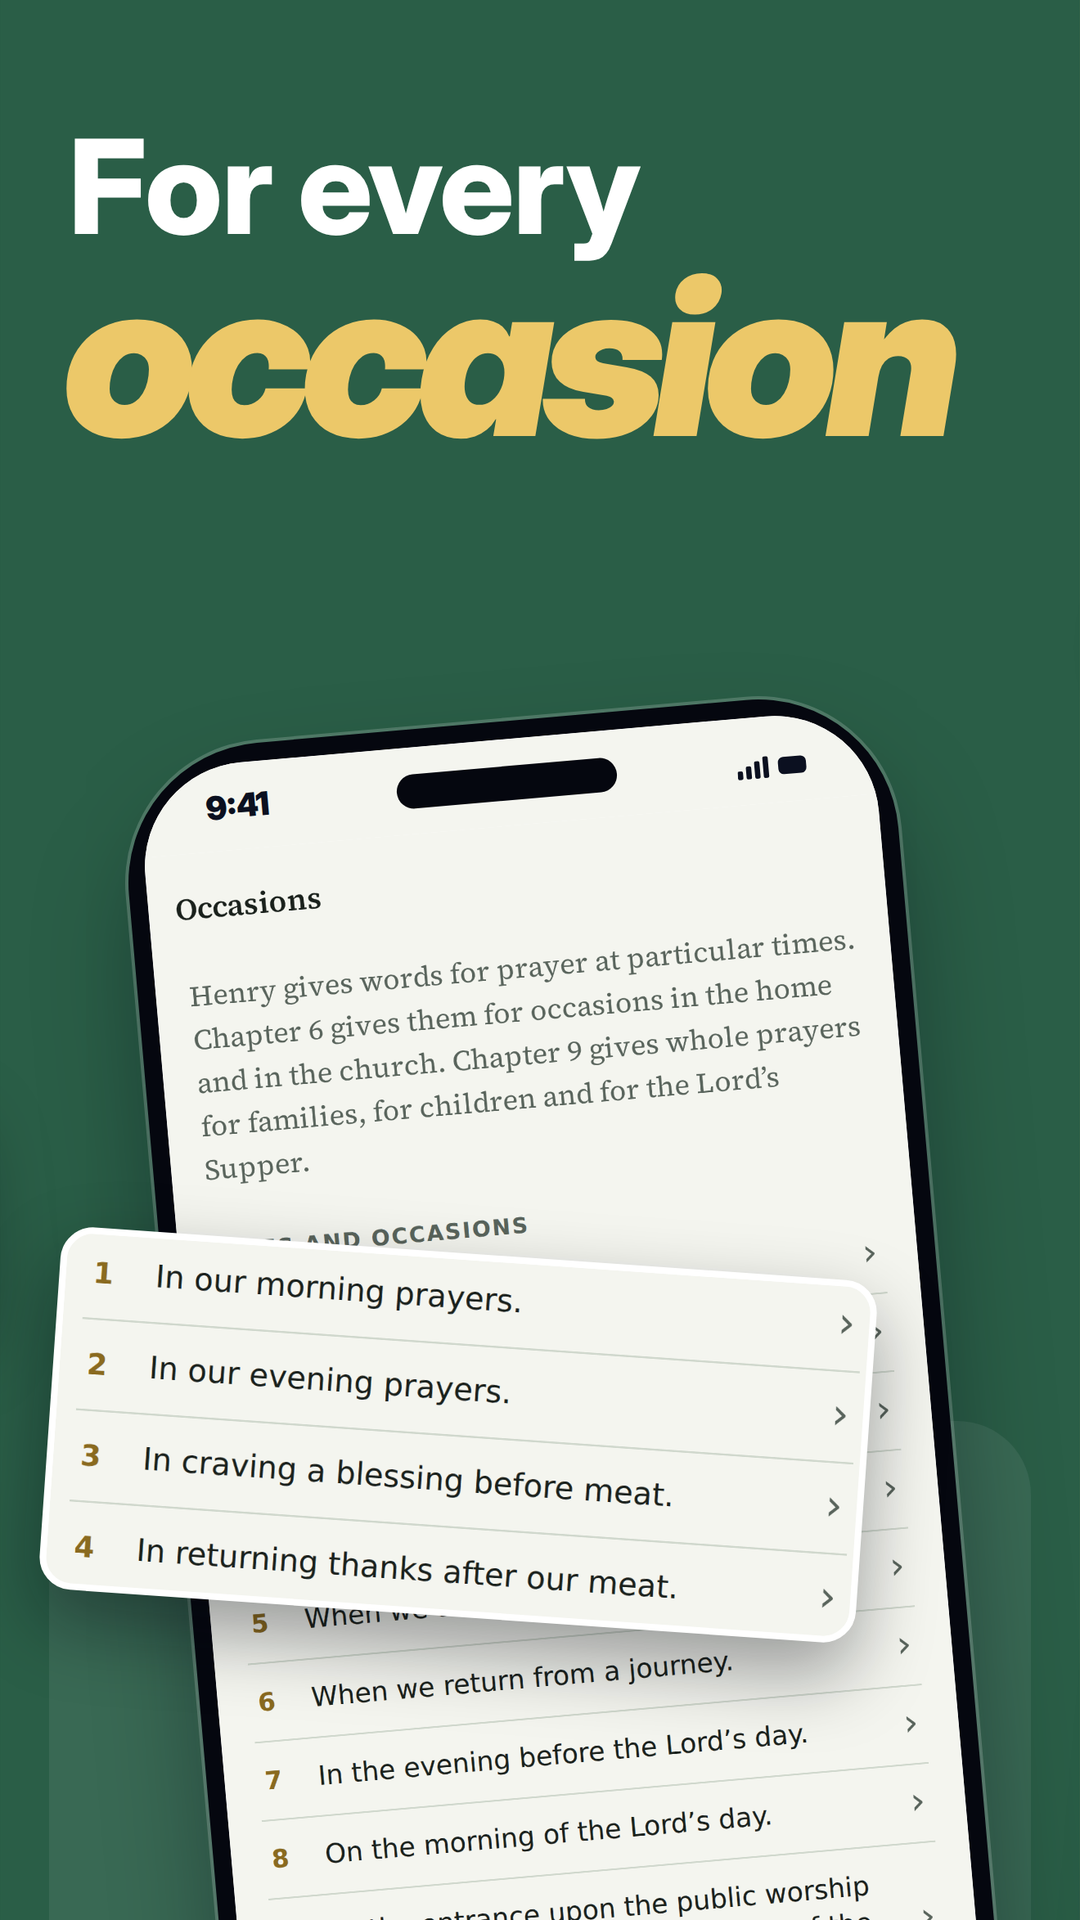 For every
occasion
9:41
Occasions
Henry gives words for prayer at particular times.
Chapter 6 gives them for occasions in the home
and in the church. Chapter 9 gives whole prayers
for families, for children and for the Lord’s
Supper.
AND OCCASIONS
1 In our morning prayers.
2 In our evening prayers.
3 In craving a blessing before meat.
4 In returning thanks after our meat.
5 When we
6 When we return from a journey.
7 In the evening before the Lord’s day.
8 On the morning of the Lord’s day.
entrance upon the public worship
of the